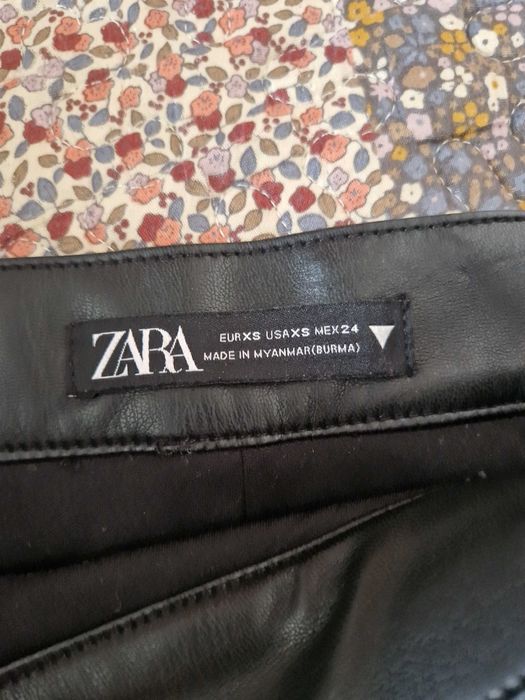 ZARA
EUR XS USA XS MEX 24
MADE IN MYANMAR(BURMA)